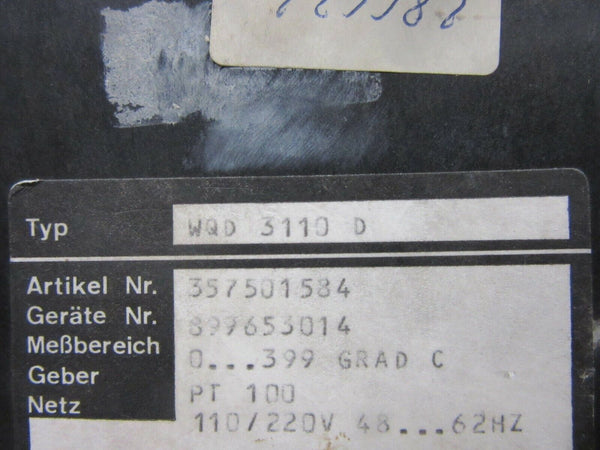 Typ WQD 3110 D
Artikel Nr. 357501584
Geräte Nr. 899653014
Meßbereich 0...399 GRAD C
Geber PT 100
Netz 110/220V 48...62HZ